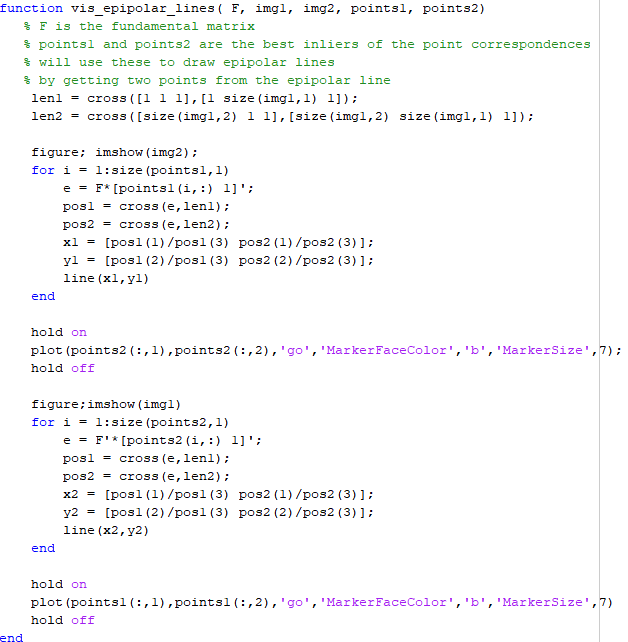 function vis_epipolar_lines( F, img1, img2, points1, points2)
% F is the fundamental matrix
% points1 and points2 are the best inliers of the point correspondences
% will use these to draw epipolar lines
% by getting two points from the epipolar line
len1 = cross([1 1 1],[1 size(img1,1) 1]);
len2 = cross([size(img1,2) 1 1],[size(img1,2) size(img1,1) 1]);
figure; imshow(img2);
for i = 1:size(points1,1)
e = F*[points1(i,:) 1]';
pos1 = cross(e,len1);
pos2 = cross(e,len2);
x1 = [pos1(1)/pos1(3) pos2(1)/pos2(3)];
y1 = [pos1(2)/pos1(3) pos2(2)/pos2(3)];
line(x1,y1)
end
hold on
plot(points2(:,1),points2(:,2),'go','MarkerFaceColor','b','MarkerSize',7);
hold off
figure;imshow(img1)
for i = 1:size(points2,1)
e = F'*[points2(i,:) 1]';
pos1 = cross(e,len1);
pos2 = cross(e,len2);
x2 = [pos1(1)/pos1(3) pos2(1)/pos2(3)];
y2 = [pos1(2)/pos1(3) pos2(2)/pos2(3)];
line(x2,y2)
end
hold on
plot(points1(:,1),points1(:,2),'go','MarkerFaceColor','b','MarkerSize',7)
hold off
end